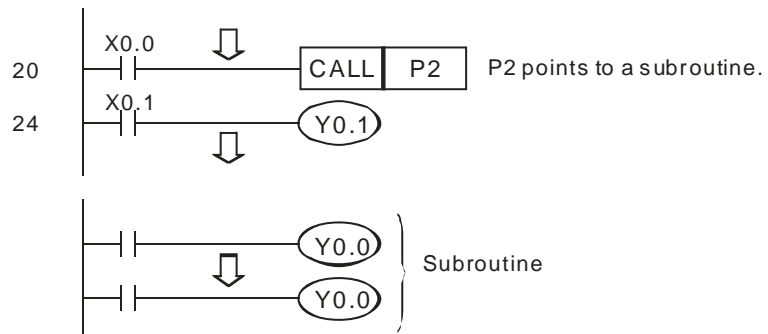 X0.0
20 CALL P2 P2 points to a subroutine.
X0.1
24 Y0.1
Y0.0
Subroutine
Y0.0